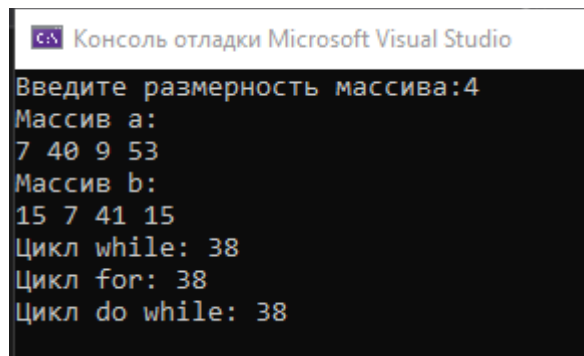 Консоль отладки Microsoft Visual Studio
Введите размерность массива:4
Массив a:
7 40 9 53
Массив b:
15 7 41 15
Цикл while: 38
Цикл for: 38
Цикл do while: 38